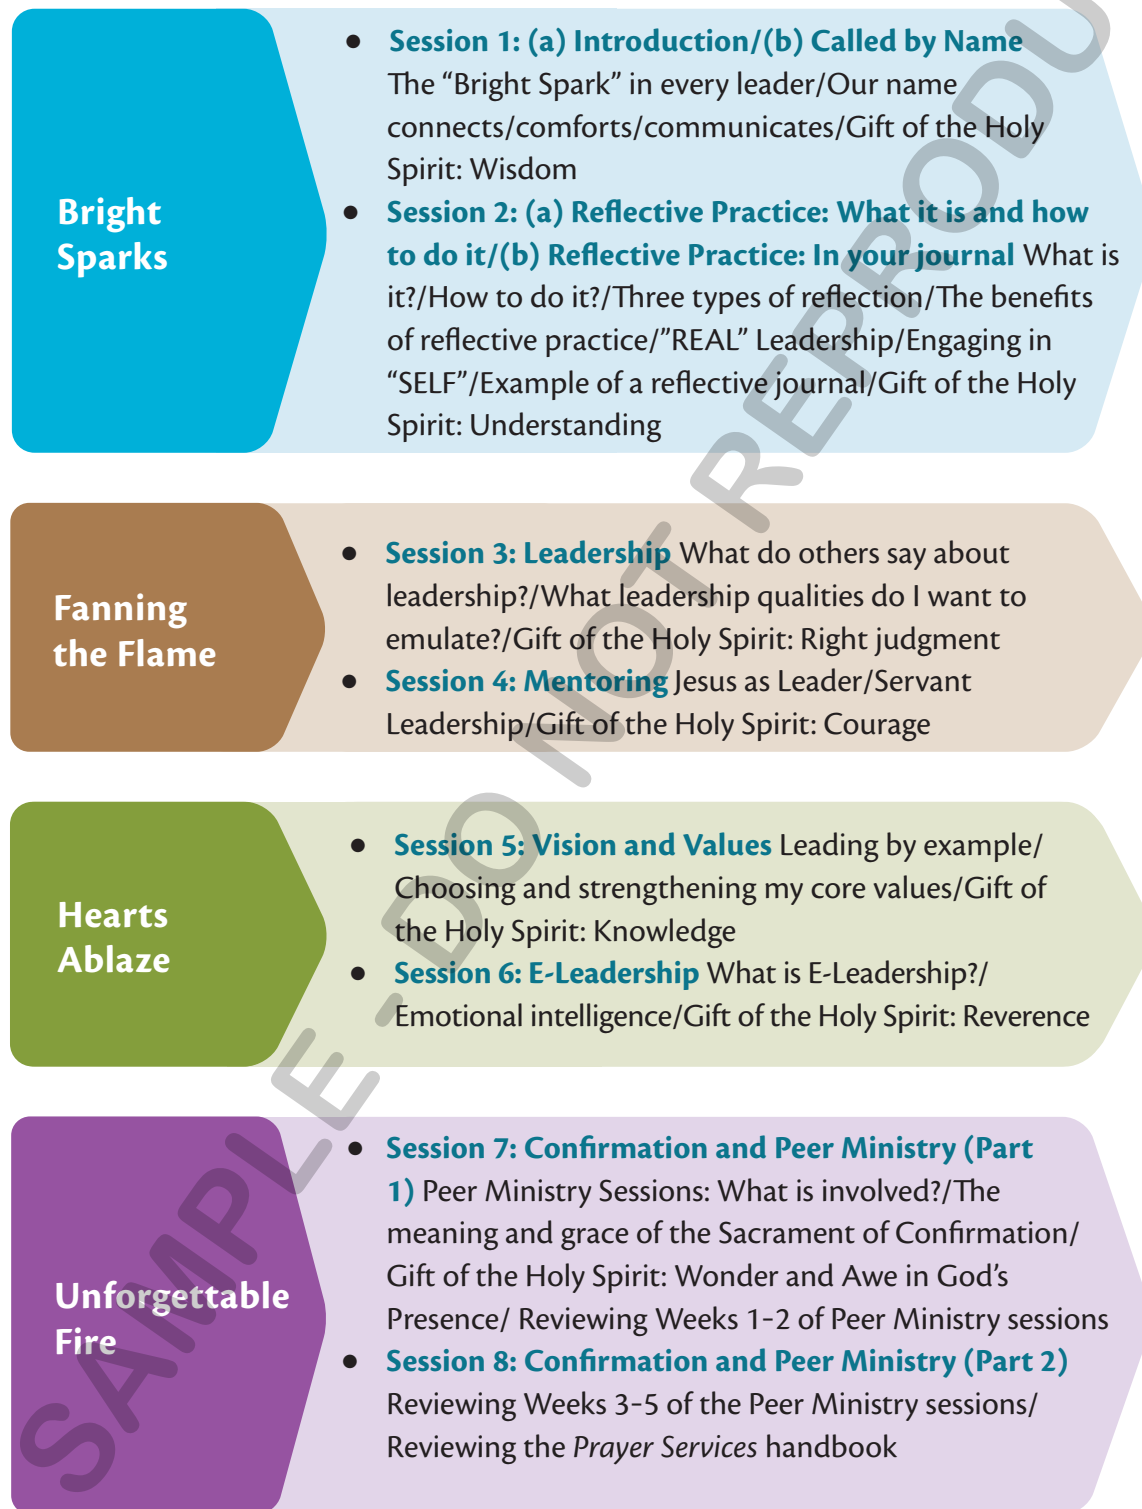 Bright
Sparks
• Session 1: (a) Introduction/(b) Called by Name
The “Bright Spark” in every leader/Our name
connects/comforts/communicates/Gift of the Holy
Spirit: Wisdom
• Session 2: (a) Reflective Practice: What it is and how
to do it/(b) Reflective Practice: In your journal What is
it?/How to do it?/Three types of reflection/The benefits
of reflective practice/”REAL” Leadership/Engaging in
“SELF”/Example of a reflective journal/Gift of the Holy
Spirit: Understanding
Fanning
the Flame
• Session 3: Leadership What do others say about
leadership?/What leadership qualities do I want to
emulate?/Gift of the Holy Spirit: Right judgment
• Session 4: Mentoring Jesus as Leader/Servant
Leadership/Gift of the Holy Spirit: Courage
Hearts
Ablaze
• Session 5: Vision and Values Leading by example/
Choosing and strengthening my core values/Gift of
the Holy Spirit: Knowledge
• Session 6: E-Leadership What is E-Leadership?/
Emotional intelligence/Gift of the Holy Spirit: Reverence
Unforgettable
Fire
• Session 7: Confirmation and Peer Ministry (Part
1) Peer Ministry Sessions: What is involved?/The
meaning and grace of the Sacrament of Confirmation/
Gift of the Holy Spirit: Wonder and Awe in God’s
Presence/ Reviewing Weeks 1-2 of Peer Ministry sessions
• Session 8: Confirmation and Peer Ministry (Part 2)
Reviewing Weeks 3-5 of the Peer Ministry sessions/
Reviewing the Prayer Services handbook
SAMPLE - DO NOT REPRODU